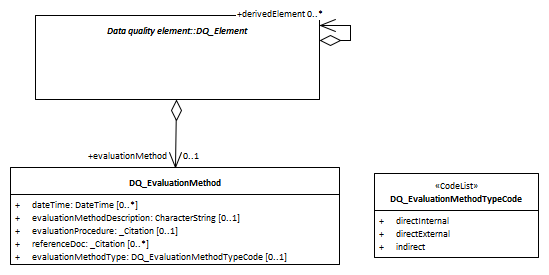 +derivedElement 0..*
Data quality element::DQ_Element
+evaluationMethod 0..1
DQ_EvaluationMethod
+ dateTime: DateTime [0..*]
+ evaluationMethodDescription: CharacterString [0..1]
+ evaluationProcedure: _Citation [0..1]
+ referenceDoc: _Citation [0..*]
+ evaluationMethodType: DQ_EvaluationMethodTypeCode [0..1]
«CodeList»
DQ_EvaluationMethodTypeCode
+ directInternal
+ directExternal
+ indirect